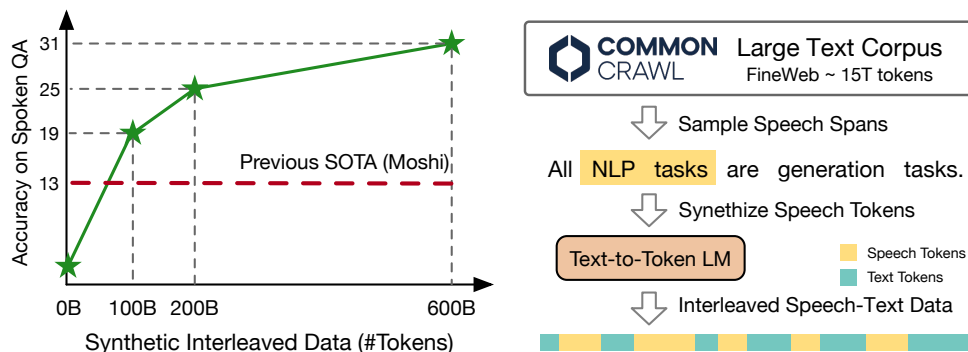 Accuracy on Spoken QA
31
25
19
13
Previous SOTA (Moshi)
0B
100B
200B
600B
Synthetic Interleaved Data (#Tokens)
COMMON
CRAWL
Large Text Corpus
FineWeb ~ 15T tokens
Sample Speech Spans
All NLP tasks are generation tasks.
Synethize Speech Tokens
Text-to-Token LM
Speech Tokens
Text Tokens
Interleaved Speech-Text Data